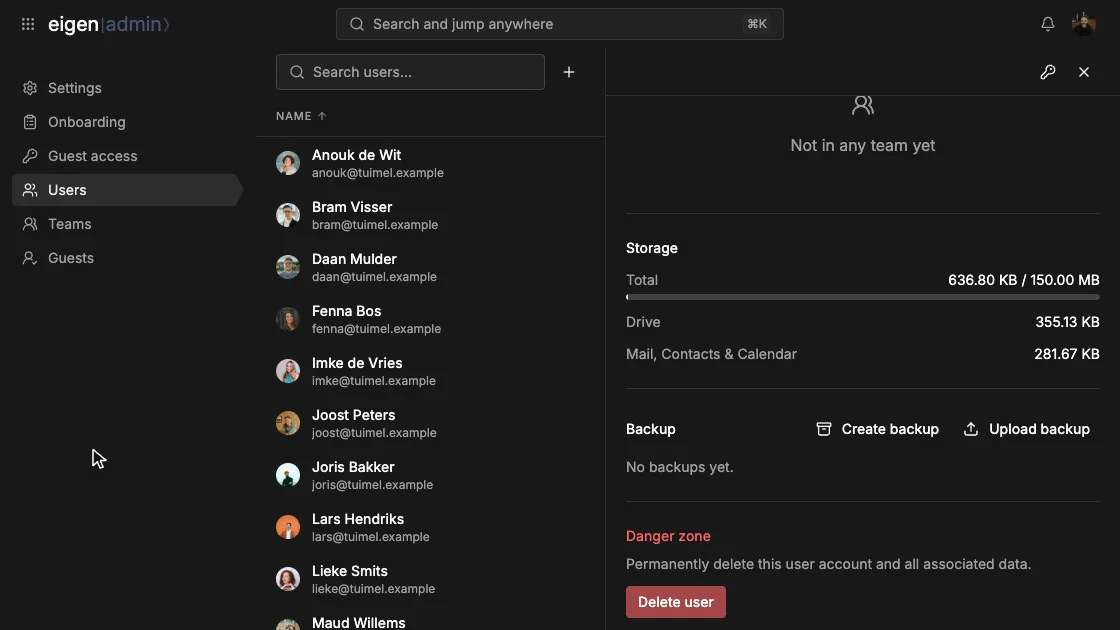 eigen|admin⟩
Search and jump anywhere
⌘K
Settings
Onboarding
Guest access
Users
Teams
Guests
Search users...
+
NAME ↑
Anouk de Wit
anouk@tuimel.example
Bram Visser
bram@tuimel.example
Daan Mulder
daan@tuimel.example
Fenna Bos
fenna@tuimel.example
Imke de Vries
imke@tuimel.example
Joost Peters
joost@tuimel.example
Joris Bakker
joris@tuimel.example
Lars Hendriks
lars@tuimel.example
Lieke Smits
lieke@tuimel.example
Maud Willems
Not in any team yet
Storage
Total 636.80 KB / 150.00 MB
Drive 355.13 KB
Mail, Contacts & Calendar 281.67 KB
Backup Create backup Upload backup
No backups yet.
Danger zone
Permanently delete this user account and all associated data.
Delete user